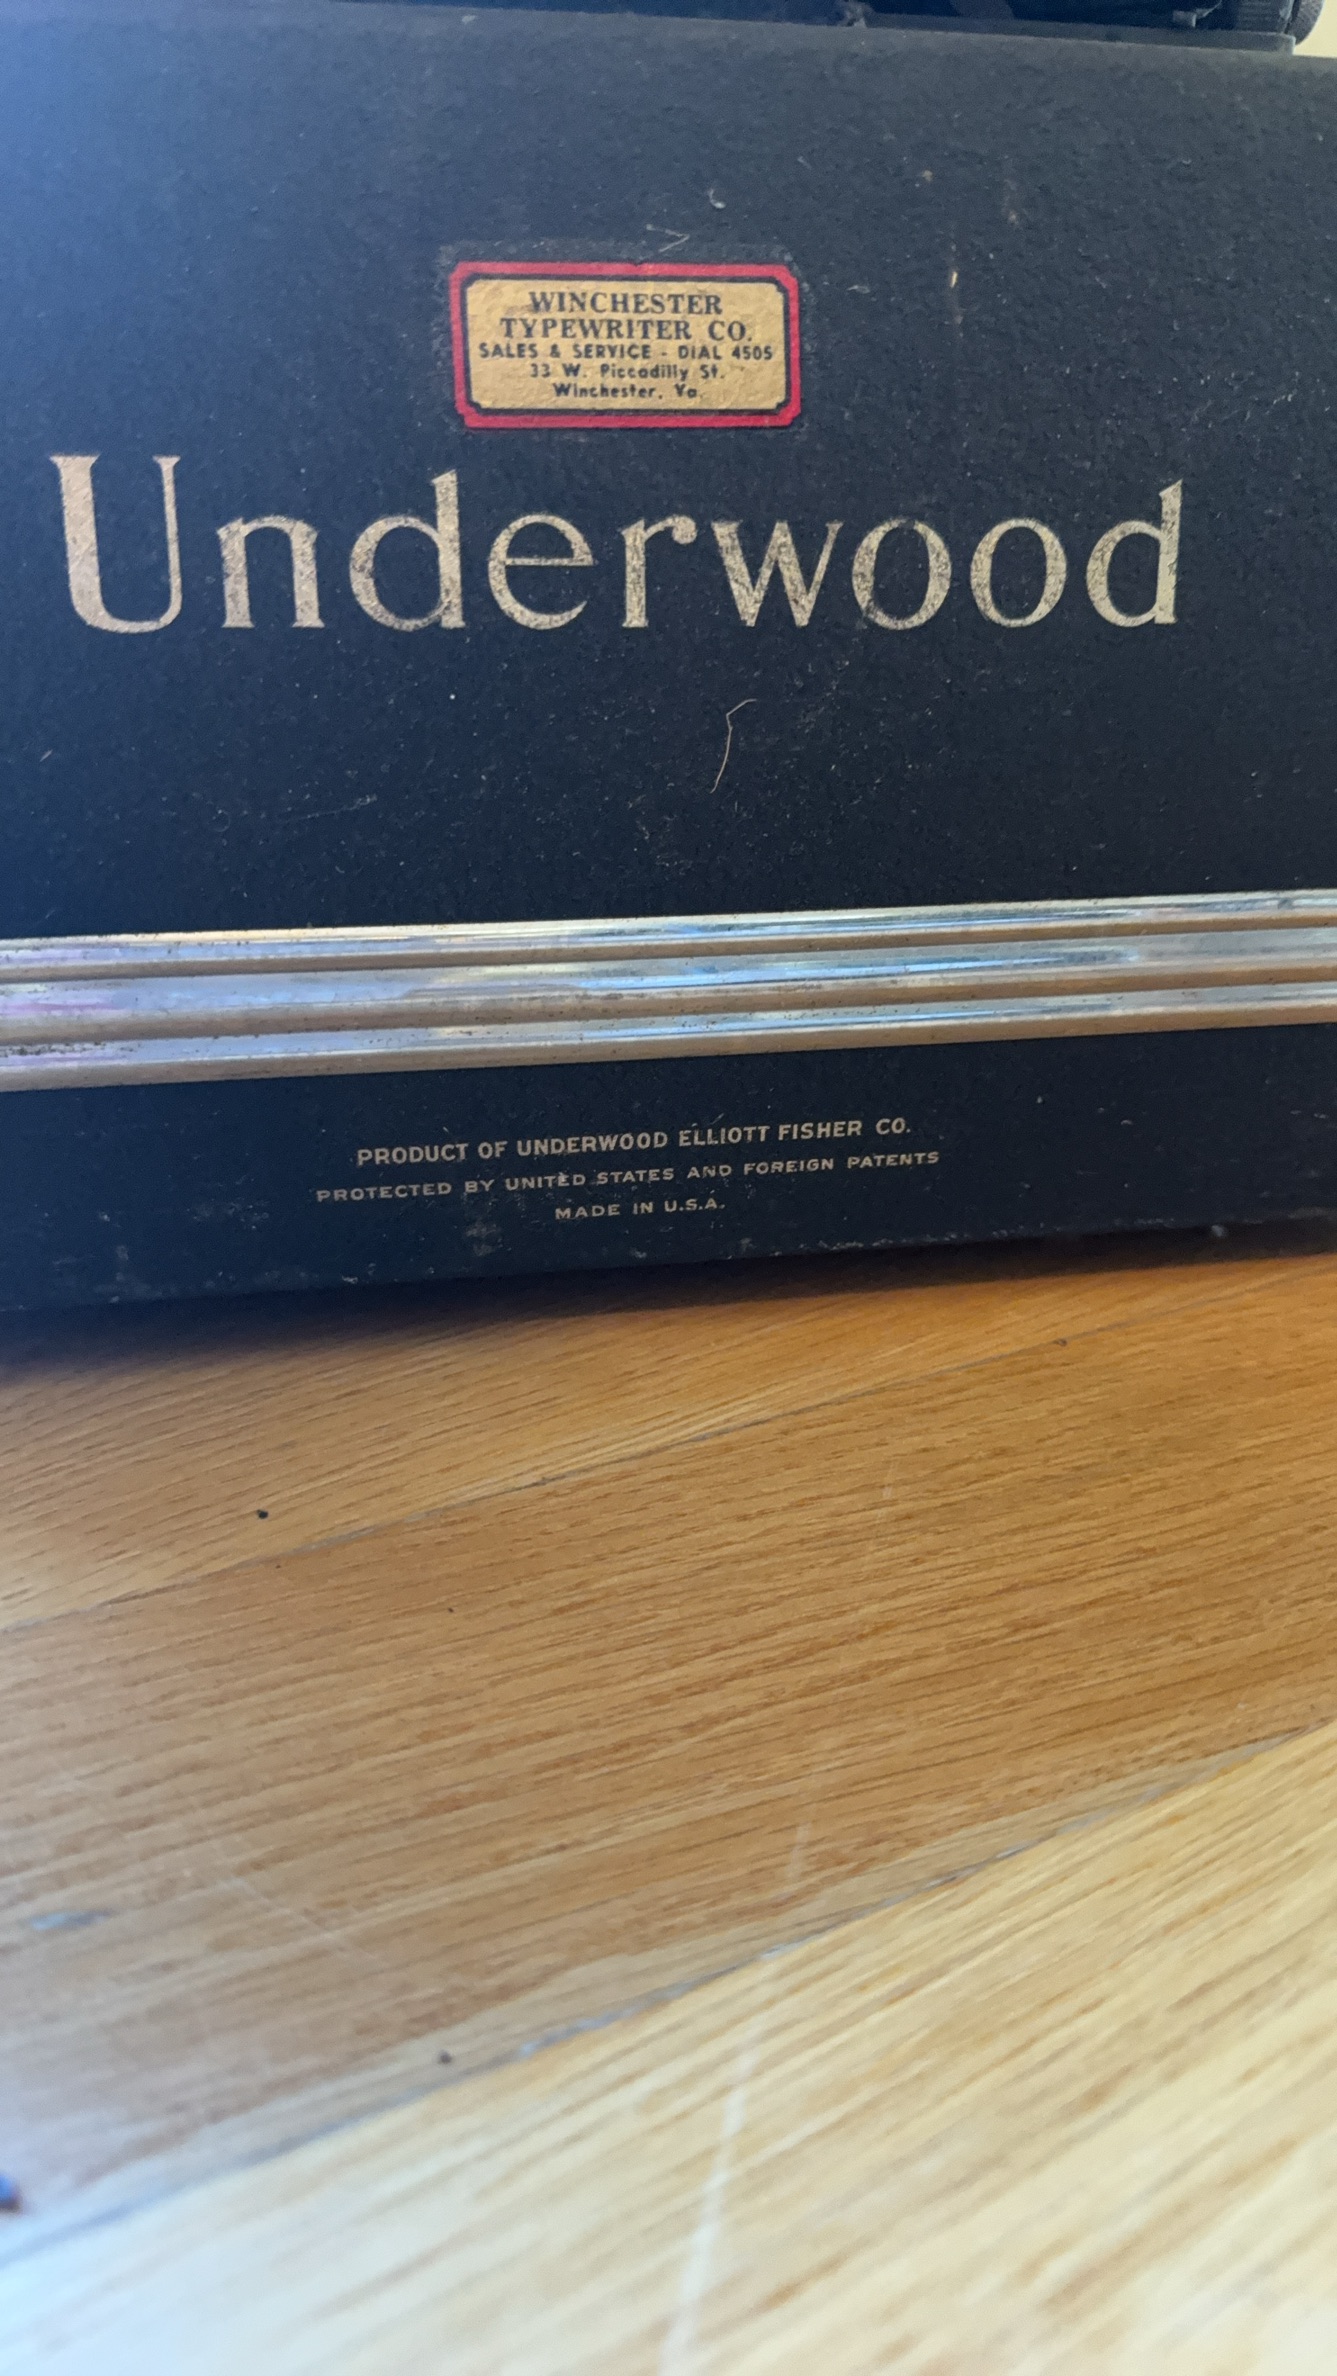 WINCHESTER
TYPEWRITER CO.
SALES & SERVICE - DIAL 4505
33 W. Piccadilly St.
Winchester, Va.
Underwood
PRODUCT OF UNDERWOOD ELLIOTT FISHER CO.
PROTECTED BY UNITED STATES AND FOREIGN PATENTS
MADE IN U.S.A.